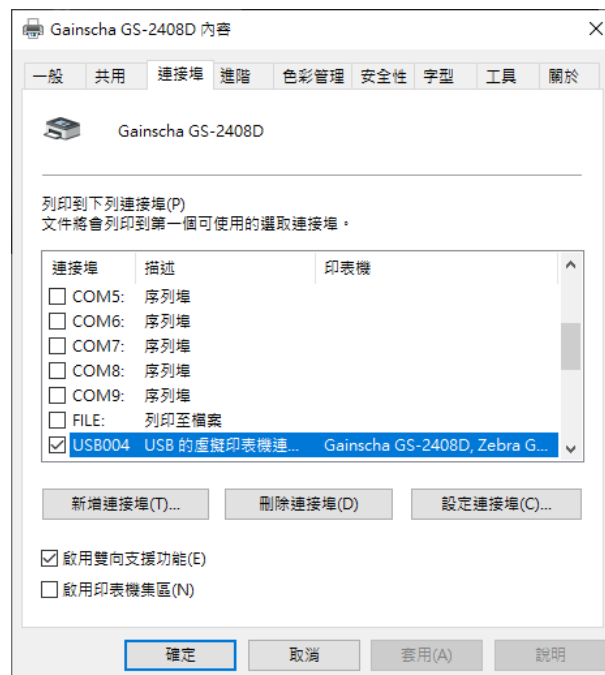 Gainscha GS-2408D 內容
一般 共用 連接埠 進階 色彩管理 安全性 字型 工具 關於
Gainscha GS-2408D
列印到下列連接埠(P)
文件將會列印到第一個可使用的選取連接埠。
連接埠 描述 印表機
COM5: 序列埠
COM6: 序列埠
COM7: 序列埠
COM8: 序列埠
COM9: 序列埠
FILE: 列印至檔案
USB004 USB 的虛擬印表機連... Gainscha GS-2408D, Zebra G...
新增連接埠(T)... 刪除連接埠(D) 設定連接埠(C)...
啟用雙向支援功能(E)
啟用印表機集區(N)
確定 取消 套用(A) 說明